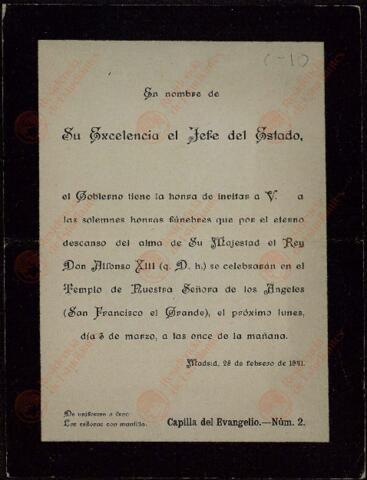 C-10
En nombre de
Su Excelencia el Jefe del Estado,
el Gobierno tiene la honra de invitar a V. a
las solemnes honras fúnebres que por el eterno
descanso del alma de Su Majestad el Rey
Don Alfonso XIII (q. D. h.) se celebrarán en el
Templo de Nuestra Señora de los Angeles
(San Francisco el Grande), el próximo lunes,
día 3 de marzo, a las once de la mañana.
Madrid, 28 de febrero de 1941.
De uniforme o frac.
Las señoras con mantilla.
Capilla del Evangelio.—Núm. 2.